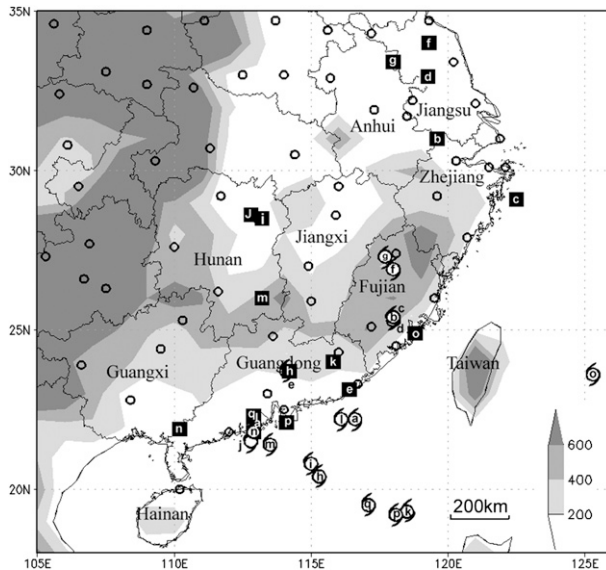 35N
f
g
d
Jiangsu
Anhui
600
b
30N
Zhejiang
c
J i
Jiangxi
Hunan
g
f
m
Fujian
c
b
d
25N
o
Guangdong k
Guangxi
Taiwan
h
o
e
e
q
l
n
p
l a
n
j
m
600
400
200
i
h
20N
q
p k
200km
Hainan
105E 110E 115E 120E 125E